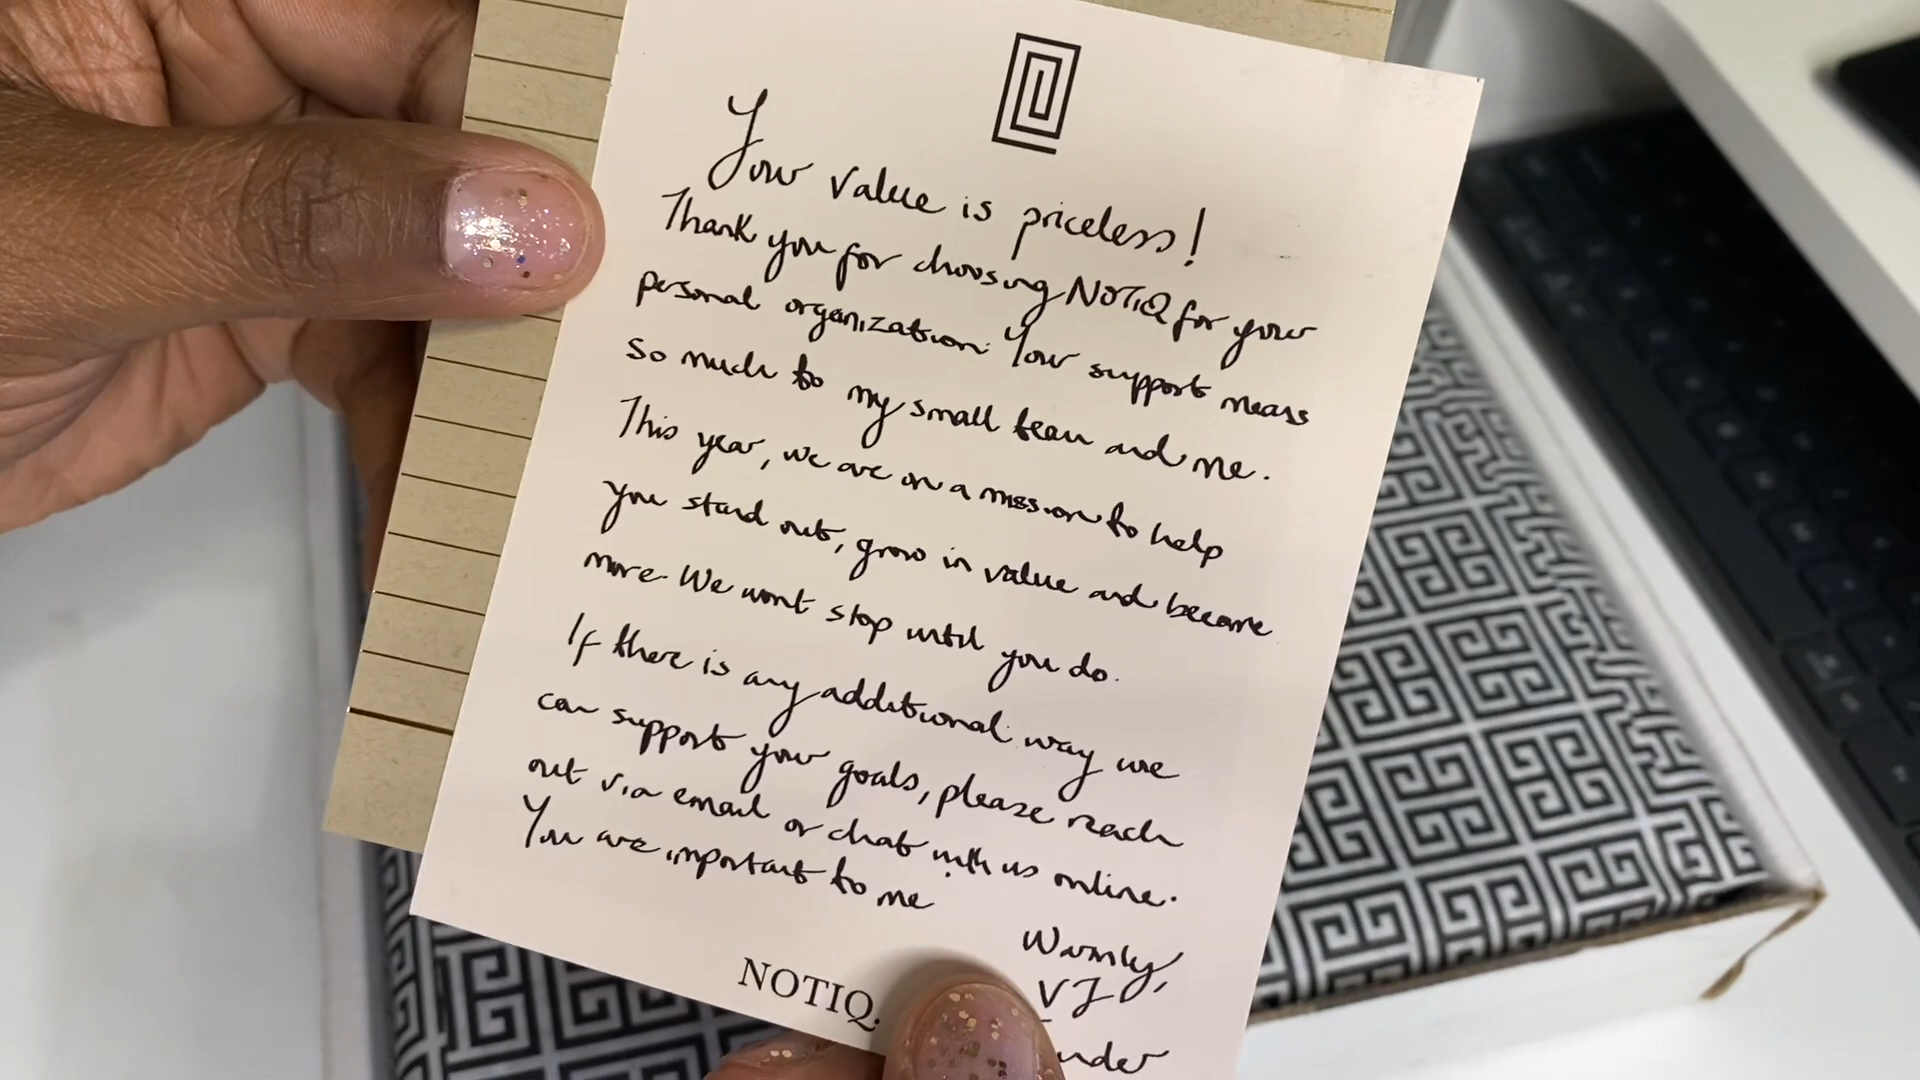 Your value is priceless!
Thank you for choosing NOTIQ for your
personal organization. Your support means
so much to my small team and me.
This year, we are on a mission to help
you stand out, grow in value and become
more. We wont stop until you do.
If there is any additional way we
can support your goals, please reach
out via email or chat with us online.
You are important to me
Warmly,
VJ
NOTIQ.